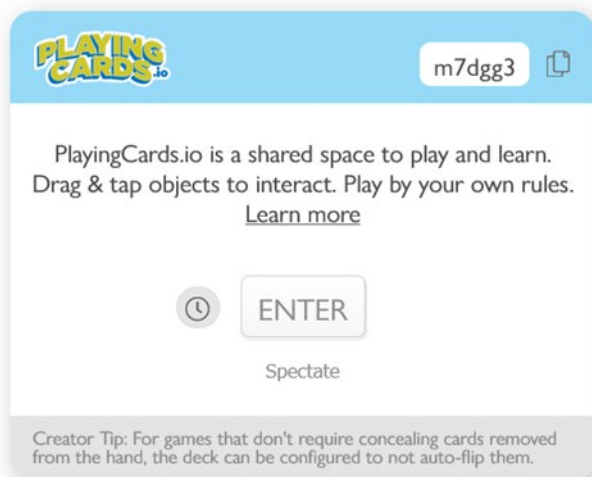 PLAYING
CARDS.io
m7dgg3
PlayingCards.io is a shared space to play and learn.
Drag & tap objects to interact. Play by your own rules.
Learn more
ENTER
Spectate
Creator Tip: For games that don't require concealing cards removed
from the hand, the deck can be configured to not auto-flip them.